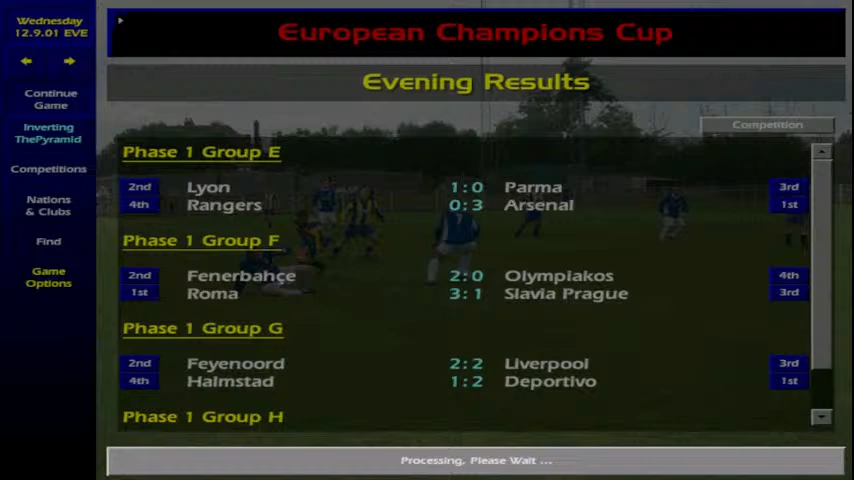 Wednesday
12.9.01 EVE
Continue
Game
Inverting
ThePyramid
Competitions
Nations
& Clubs
Find
Game
Options
European Champions Cup
Evening Results
Competition
Phase 1 Group E
2nd Lyon 1:0 Parma 3rd
4th Rangers 0:3 Arsenal 1st
Phase 1 Group F
2nd Fenerbahçe 2:0 Olympiakos 4th
1st Roma 3:1 Slavia Prague 3rd
Phase 1 Group G
2nd Feyenoord 2:2 Liverpool 3rd
4th Halmstad 1:2 Deportivo 1st
Phase 1 Group H
Processing, Please Wait ...